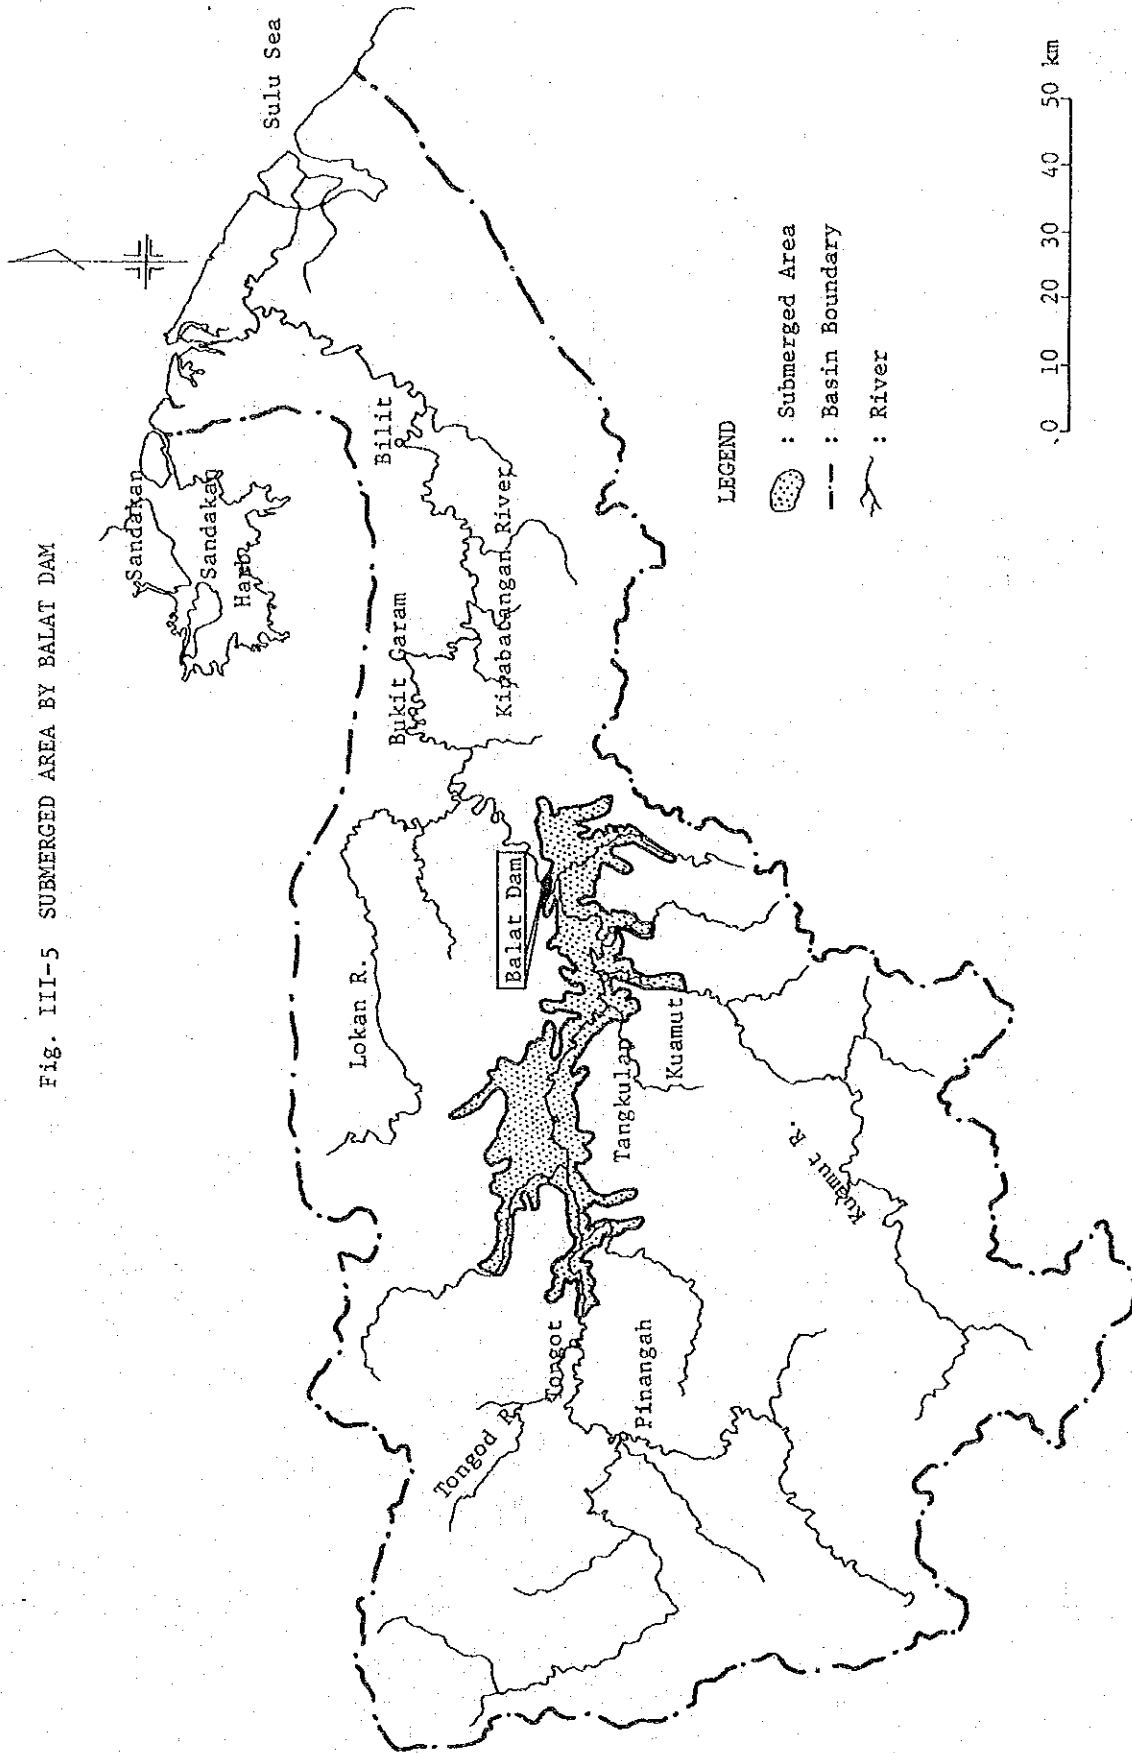 Fig. III-5 SUBMERGED AREA BY BALAT DAM
Sulu Sea
Sandakan
Sandakan
Harb.
Bilit
Kinabatangan River
Bukit Garam
Lokan R.
Balat Dam
Tangkulap
Kuamut
Kuamut R.
Tongod R.
Tongot
Pinangah
LEGEND
: Submerged Area
: Basin Boundary
: River
0 10 20 30 40 50 km